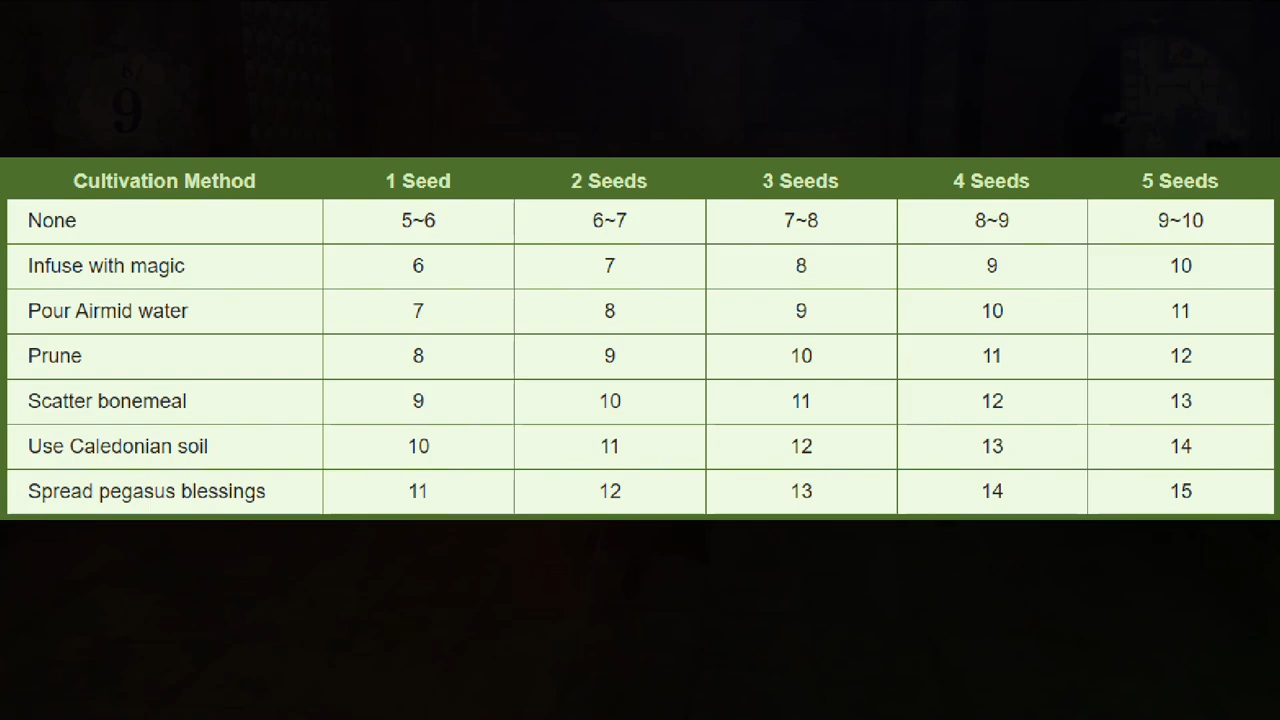 9
Cultivation Method 1 Seed 2 Seeds 3 Seeds 4 Seeds 5 Seeds
None 5~6 6~7 7~8 8~9 9~10
Infuse with magic 6 7 8 9 10
Pour Airmid water 7 8 9 10 11
Prune 8 9 10 11 12
Scatter bonemeal 9 10 11 12 13
Use Caledonian soil 10 11 12 13 14
Spread pegasus blessings 11 12 13 14 15